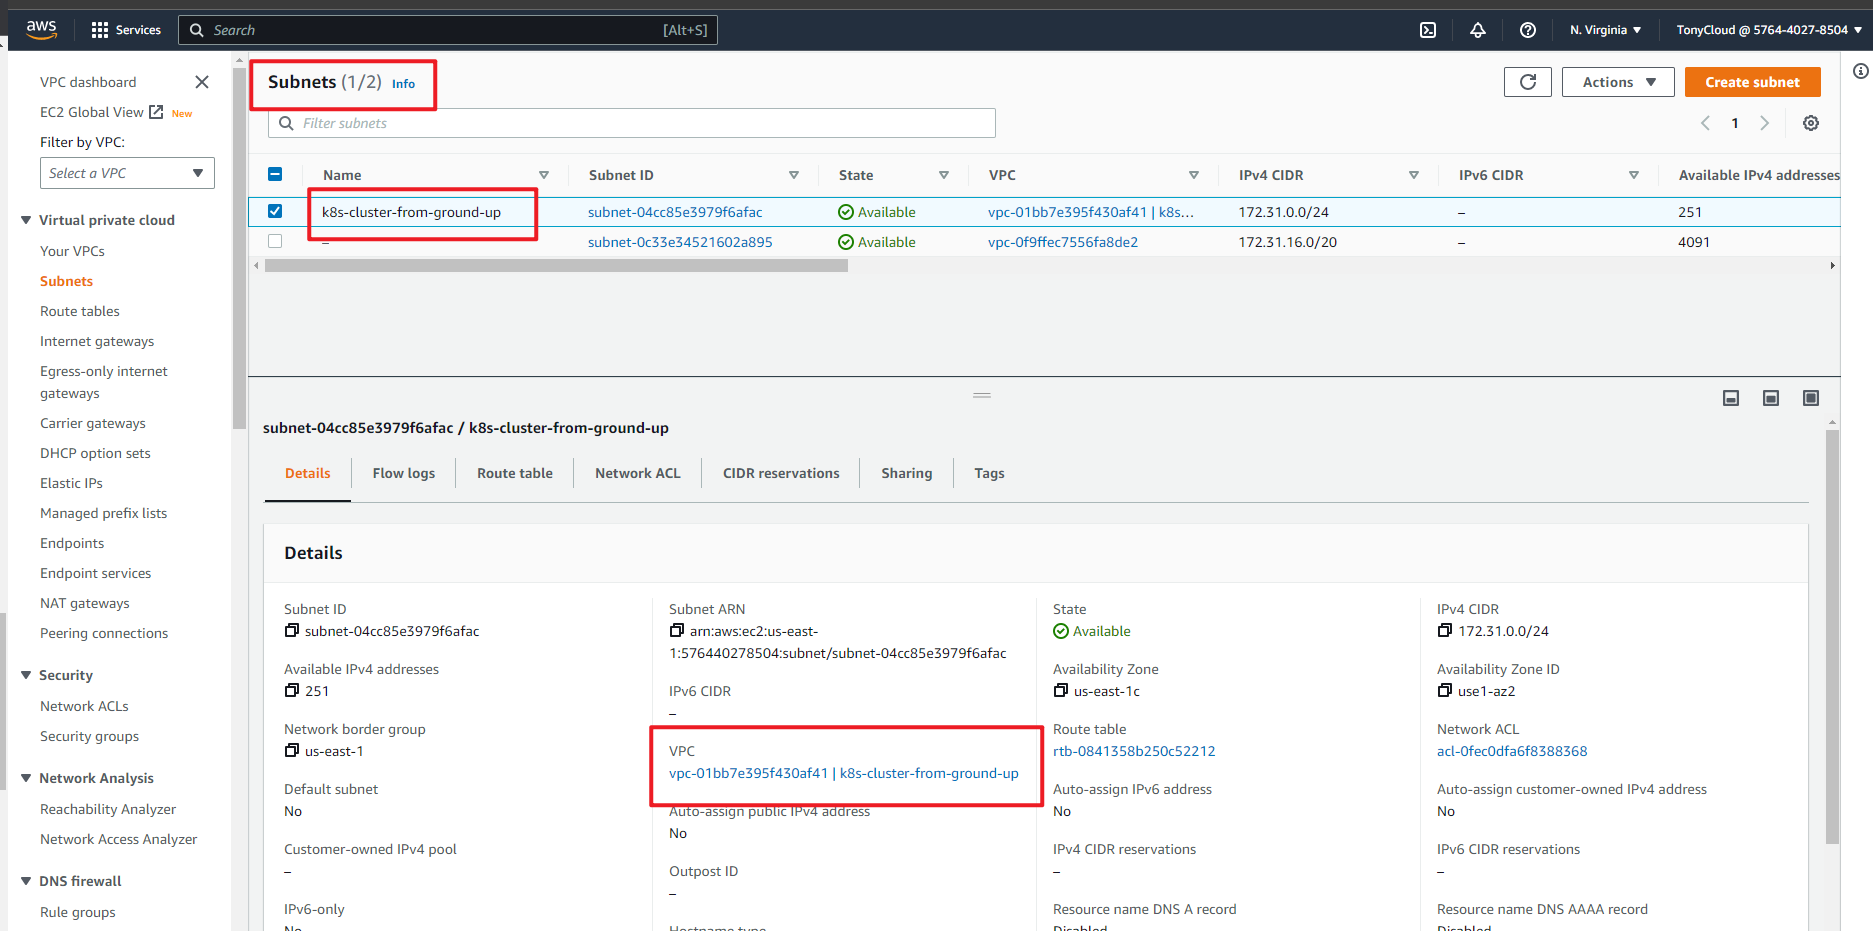 aws Services Search [Alt+S] N. Virginia TonyCloud @ 5764-4027-8504
VPC dashboard
EC2 Global View New
Filter by VPC:
Select a VPC
Virtual private cloud
Your VPCs
Subnets
Route tables
Internet gateways
Egress-only internet
gateways
Carrier gateways
DHCP option sets
Elastic IPs
Managed prefix lists
Endpoints
Endpoint services
NAT gateways
Peering connections
Security
Network ACLs
Security groups
Network Analysis
Reachability Analyzer
Network Access Analyzer
DNS firewall
Rule groups
Subnets (1/2) Info
Actions Create subnet
Filter subnets
1
Name Subnet ID State VPC IPv4 CIDR IPv6 CIDR Available IPv4 addresses
k8s-cluster-from-ground-up subnet-04cc85e3979f6afac Available vpc-01bb7e395f430af41 | k8s... 172.31.0.0/24 – 251
– subnet-0c33e34521602a895 Available vpc-0f9ffec7556fa8de2 172.31.16.0/20 – 4091
subnet-04cc85e3979f6afac / k8s-cluster-from-ground-up
Details Flow logs Route table Network ACL CIDR reservations Sharing Tags
Details
Subnet ID
subnet-04cc85e3979f6afac
Available IPv4 addresses
251
Network border group
us-east-1
Default subnet
No
Customer-owned IPv4 pool
–
IPv6-only
No
Subnet ARN
arn:aws:ec2:us-east-
1:576440278504:subnet/subnet-04cc85e3979f6afac
IPv6 CIDR
–
VPC
vpc-01bb7e395f430af41 | k8s-cluster-from-ground-up
Auto-assign public IPv4 address
No
Outpost ID
–
Hostname type
State
Available
Availability Zone
us-east-1c
Route table
rtb-0841358b250c52212
Auto-assign IPv6 address
No
IPv4 CIDR reservations
–
Resource name DNS A record
Disabled
IPv4 CIDR
172.31.0.0/24
Availability Zone ID
use1-az2
Network ACL
acl-0fec0dfa6f8388368
Auto-assign customer-owned IPv4 address
No
IPv6 CIDR reservations
–
Resource name DNS AAAA record
Disabled